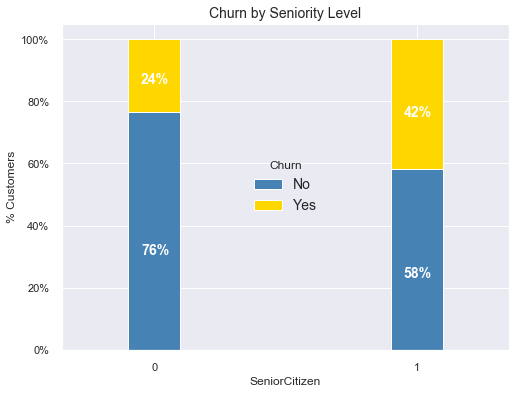 Churn by Seniority Level
100%
80%
60%
40%
20%
0%
% Customers
24%
76%
42%
58%
Churn
No
Yes
0
1
SeniorCitizen